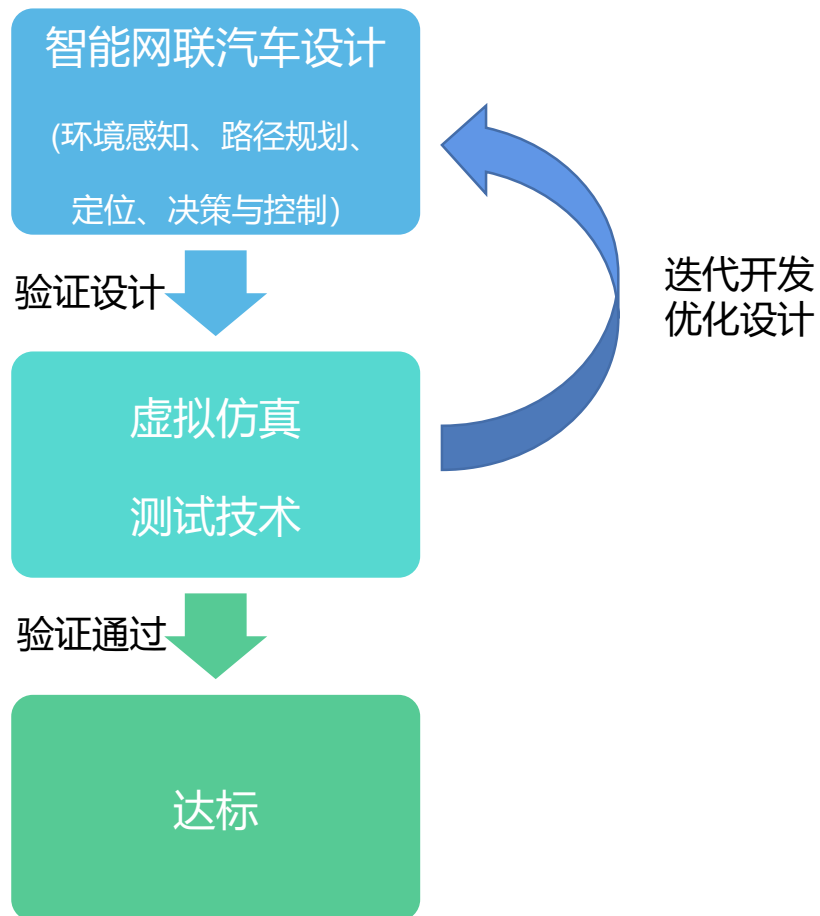 智能网联汽车设计
(环境感知、路径规划、
定位、决策与控制)
验证设计
迭代开发
优化设计
虚拟仿真
测试技术
验证通过
达标